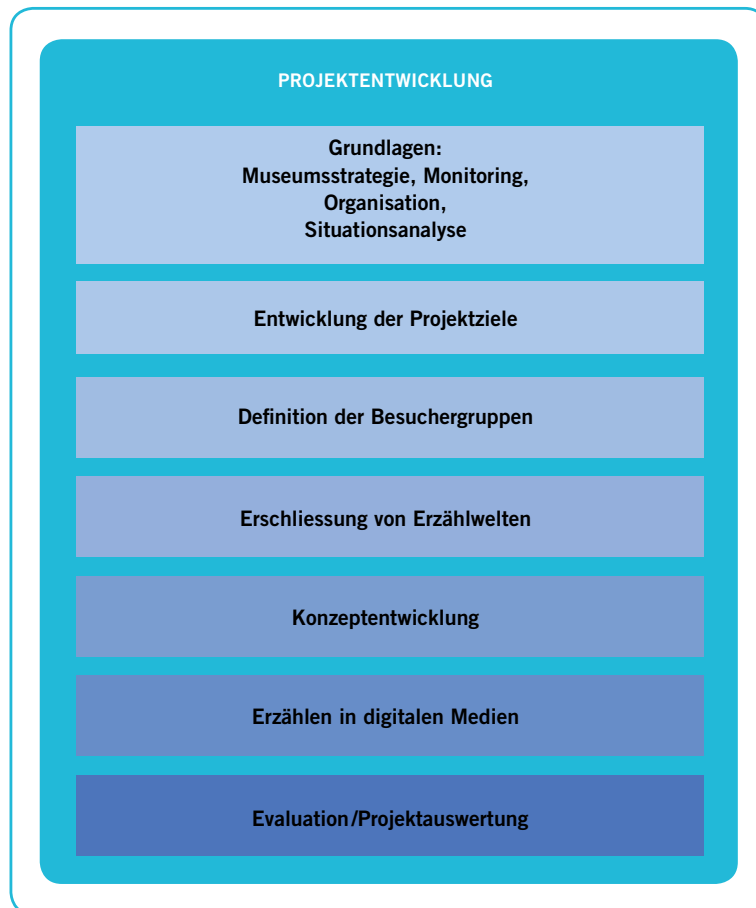 PROJEKTENTWICKLUNG
Grundlagen:
Museumsstrategie, Monitoring,
Organisation,
Situationsanalyse
Entwicklung der Projektziele
Definition der Besuchergruppen
Erschliessung von Erzählwelten
Konzeptentwicklung
Erzählen in digitalen Medien
Evaluation/Projektauswertung